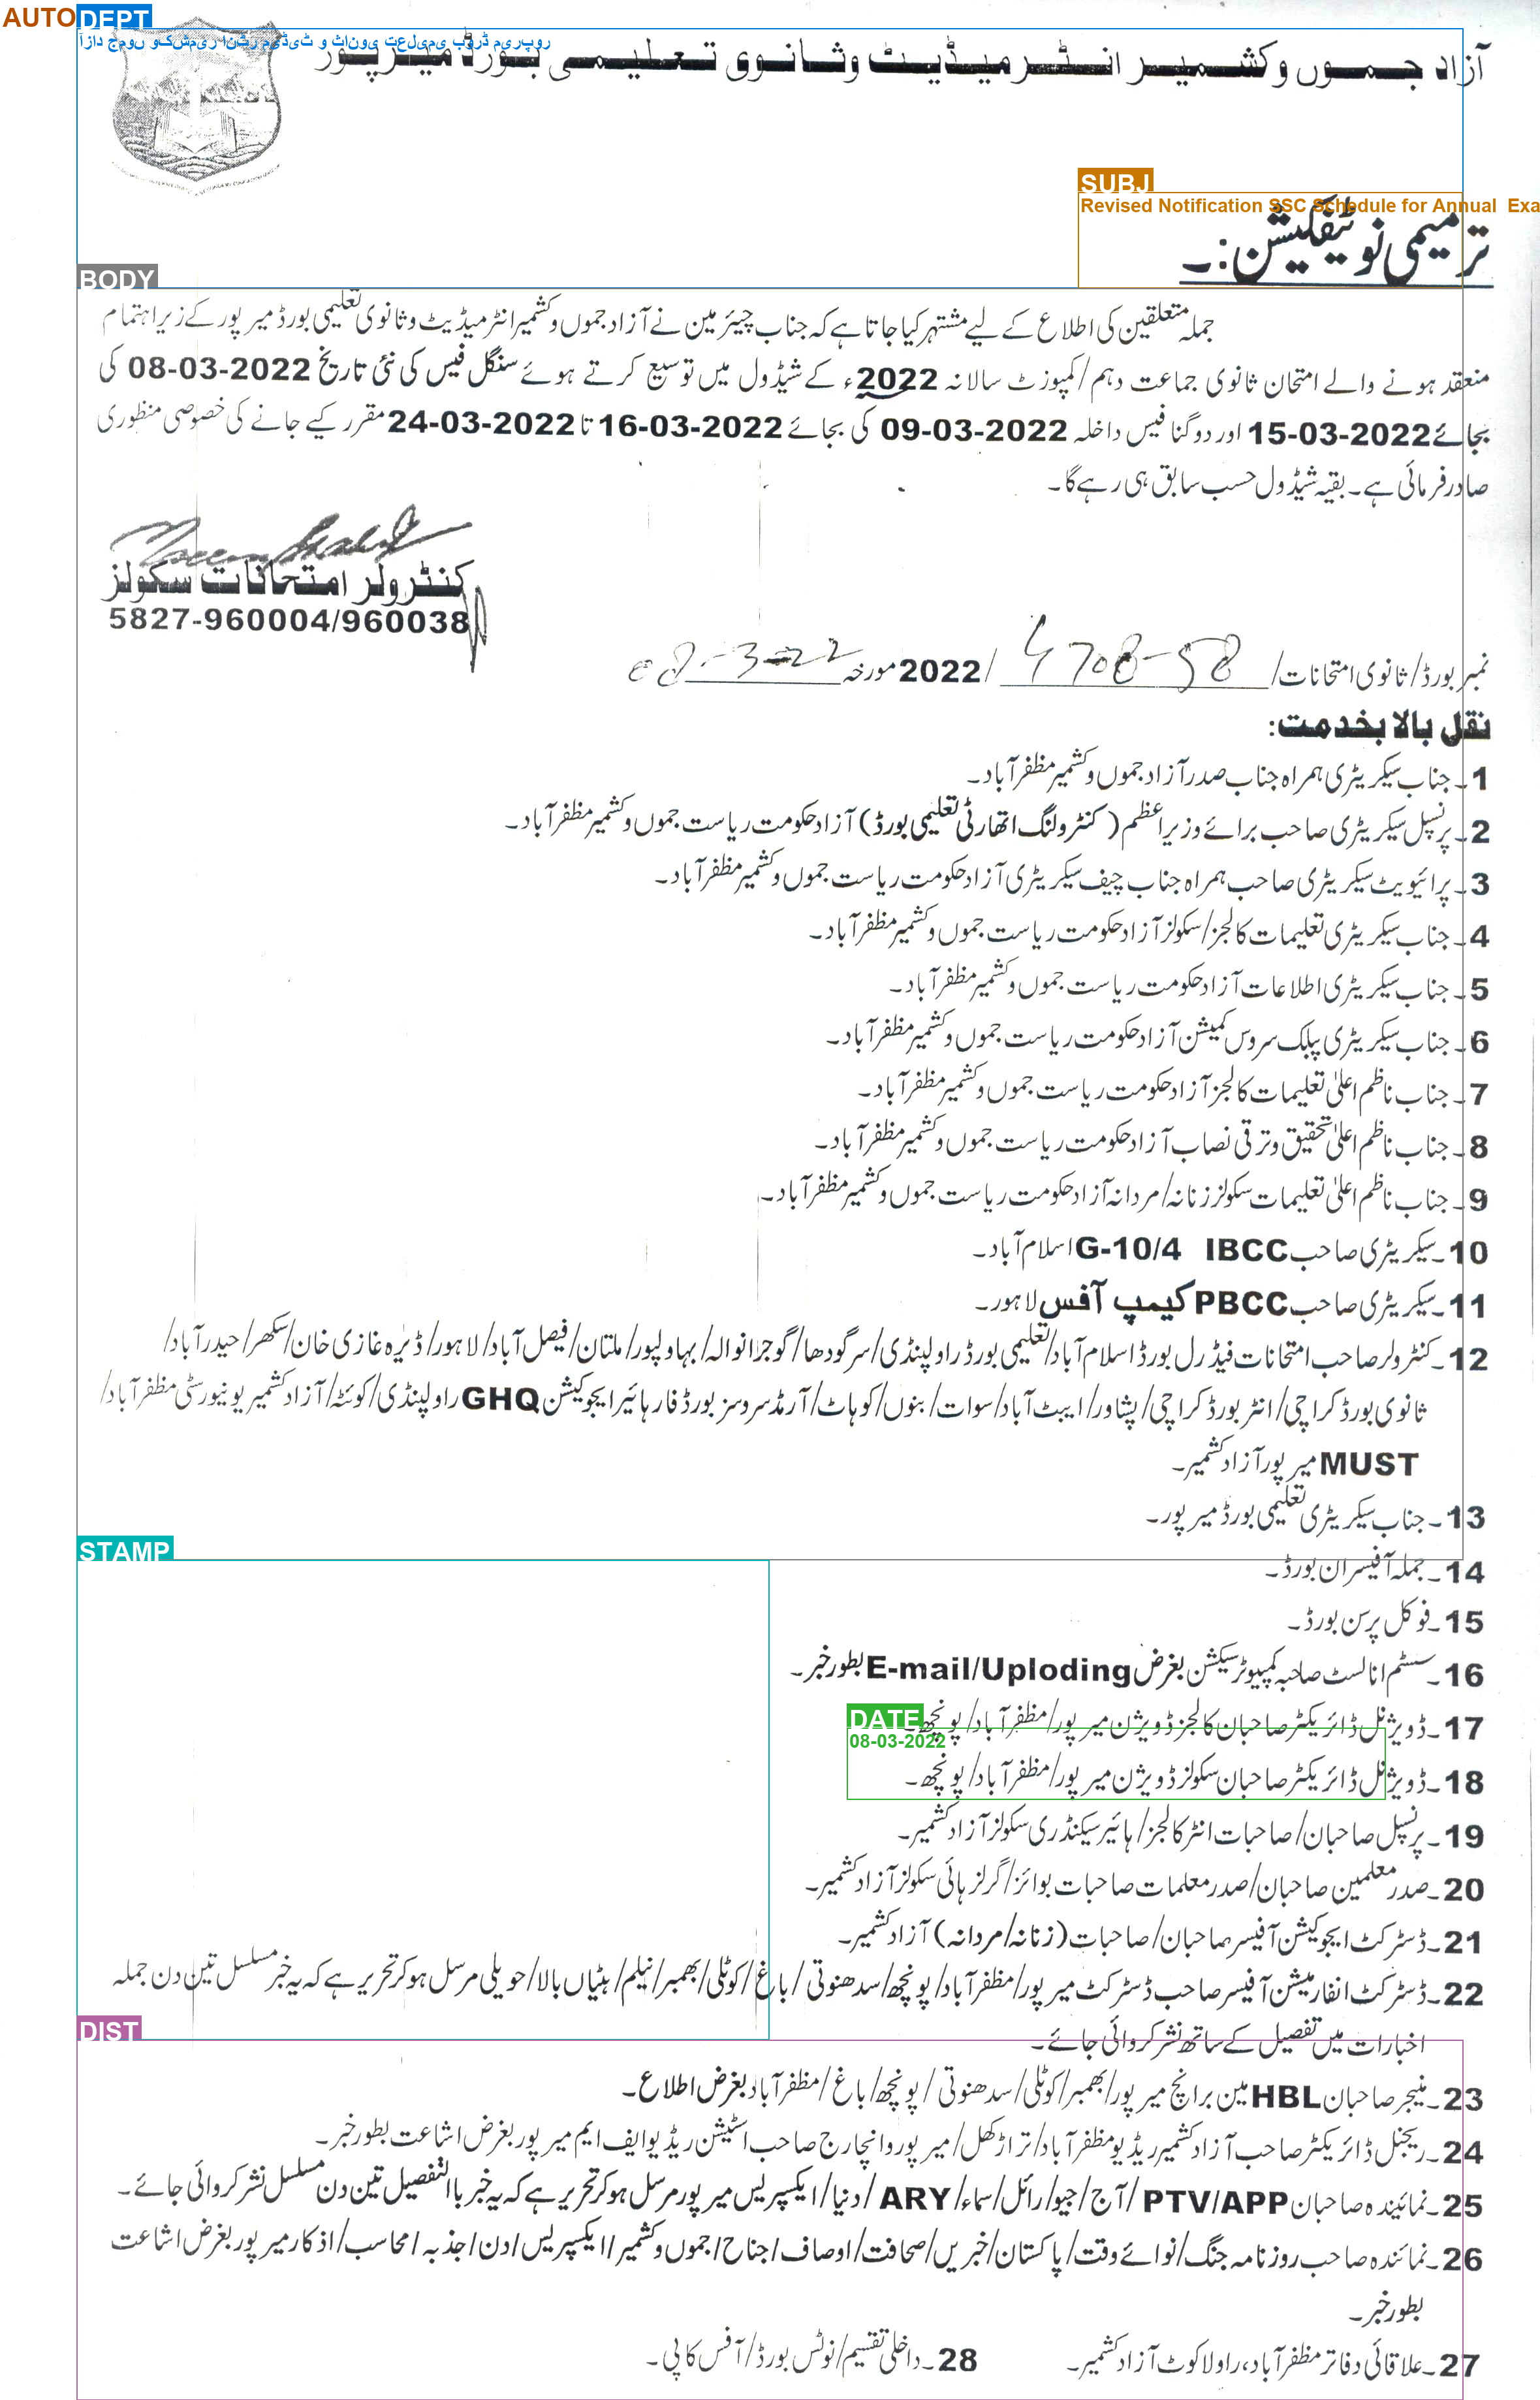 AUTO
DEPT
آزاد جموں وکشمیر انٹر میڈیٹ و ثانوی تعلیمی بورڈ میرپور
آزاد جموں وکشمیر انٹر میڈیٹ وثانوی تعلیمی بورڈ میرپور
SUBJ
Revised Notification SSC Schedule for Annual Exa
ترمیمی نوٹیفکیشن:۔
BODY
جملہ متعلقین کی اطلاع کے لیے مشتہر کیا جاتا ہے کہ جناب چیئرمین نے آزاد جموں وکشمیر انٹر میڈیٹ وثانوی تعلیمی بورڈ میرپور کے زیر اہتمام
منعقد ہونے والے امتحان ثانوی جماعت دہم/کمپوزٹ سالانہ 2022ء کے شیڈول میں توسیع کرتے ہوئے سنگل فیس کی نئی تاریخ 08-03-2022 کی
بجائے 15-03-2022 اور دوگنا فیس داخلہ 09-03-2022 کی بجائے 16-03-2022 تا 24-03-2022 مقرر کیے جانے کی خصوصی منظوری
صادر فرمائی ہے۔ بقیہ شیڈول حسب سابق ہی رہے گا۔
کنٹرولر امتحانات سکولز
5827-960004/960038
نمبر بورڈ/ثانوی امتحانات/ 4708-58 /2022 مورخہ 08-3-22
نقل بالا بخدمت:
1۔ جناب سیکریٹری ہمراہ جناب صدر آزاد جموں وکشمیر مظفرآباد۔
2۔ پرنسپل سیکریٹری صاحب برائے وزیراعظم (کنٹرولنگ اتھارٹی تعلیمی بورڈ) آزاد حکومت ریاست جموں وکشمیر مظفرآباد۔
3۔ پرائیویٹ سیکریٹری صاحب ہمراہ جناب چیف سیکریٹری آزاد حکومت ریاست جموں وکشمیر مظفرآباد۔
4۔ جناب سیکریٹری تعلیمات کالجز/سکولز آزاد حکومت ریاست جموں وکشمیر مظفرآباد۔
5۔ جناب سیکریٹری اطلاعات آزاد حکومت ریاست جموں وکشمیر مظفرآباد۔
6۔ جناب سیکریٹری پبلک سروس کمیشن آزاد حکومت ریاست جموں وکشمیر مظفرآباد۔
7۔ جناب ناظم اعلیٰ تعلیمات کالجز آزاد حکومت ریاست جموں وکشمیر مظفرآباد۔
8۔ جناب ناظم اعلیٰ تحقیق وترقی نصاب آزاد حکومت ریاست جموں وکشمیر مظفرآباد۔
9۔ جناب ناظم اعلیٰ تعلیمات سکولز زنانہ/مردانہ آزاد حکومت ریاست جموں وکشمیر مظفرآباد۔
10۔ سیکریٹری صاحب IBCC G-10/4 اسلام آباد۔
11۔ سیکریٹری صاحب PBCC کیمپ آفس لاہور۔
12۔ کنٹرولر صاحب امتحانات فیڈرل بورڈ اسلام آباد/تعلیمی بورڈ راولپنڈی/سرگودھا/گوجرانوالہ/بہاولپور/ملتان/فیصل آباد/لاہور/ڈیرہ غازی خان/سکھر/حیدرآباد/
ثانوی بورڈ کراچی/انٹر بورڈ کراچی/پشاور/ایبٹ آباد/سوات/بنوں/کوہاٹ/آرمڈ سروسز بورڈ فار ہائیر ایجوکیشن GHQ راولپنڈی/کوئٹہ/آزاد کشمیر یونیورسٹی مظفرآباد/
MUST میرپور آزاد کشمیر۔
13۔ جناب سیکریٹری تعلیمی بورڈ میرپور۔
STAMP
14۔ جملہ آفیسران بورڈ۔
15۔ فوکل پرسن بورڈ۔
16۔ سسٹم انالسٹ صاحبہ کمپیوٹر سیکشن بغرض E-mail/Uploding بطور خبر۔
DATE
17۔ ڈویژنل ڈائریکٹر صاحبان کالجز ڈویژن میرپور/مظفرآباد/پونچھ۔
08-03-2022
18۔ ڈویژنل ڈائریکٹر صاحبان سکولز ڈویژن میرپور/مظفرآباد/پونچھ۔
19۔ پرنسپل صاحبان/صاحبات انٹر کالجز/ہائیر سیکنڈری سکولز آزاد کشمیر۔
20۔ صدر معلمین صاحبان/صدر معلمات صاحبات بوائز/گرلز ہائی سکولز آزاد کشمیر۔
21۔ ڈسٹرکٹ ایجوکیشن آفیسر صاحبان/صاحبات (زنانہ/مردانہ) آزاد کشمیر۔
22۔ ڈسٹرکٹ انفارمیشن آفیسر صاحب ڈسٹرکٹ میرپور/مظفرآباد/پونچھ/سدھنوتی/باغ/کوٹلی/بھمبر/نیلم/ہٹیاں بالا/حویلی مرسل ہو کر تحریر ہے کہ یہ خبر مسلسل تین دن جملہ
DIST
اخبارات میں تفصیل کے ساتھ نشر کروائی جائے۔
23۔ منیجر صاحبان HBL مین برانچ میرپور/بھمبر/کوٹلی/سدھنوتی/پونچھ/باغ/مظفرآباد بغرض اطلاع۔
24۔ ریجنل ڈائریکٹر صاحب آزاد کشمیر ریڈیو مظفرآباد/تراڑکھل/میرپور وانچارج صاحب اسٹیشن ریڈیو ایف ایم میرپور بغرض اشاعت بطور خبر۔
25۔ نمائیندہ صاحبان PTV/APP/آج/جیو/رائل/سماء/ARY/دنیا/ایکسپریس میرپور مرسل ہو کر تحریر ہے کہ یہ خبر باالتفصیل تین دن مسلسل نشر کروائی جائے۔
26۔ نمائندہ صاحب روزنامہ جنگ/نوائے وقت/پاکستان/خبریں/صحافت/اوصاف/جناح/جموں وکشمیر/ایکسپریس/دن/جذبہ/محاسب/اذکار میرپور بغرض اشاعت
بطور خبر۔
27۔ علاقائی دفاتر مظفرآباد، راولاکوٹ آزاد کشمیر۔ 28۔ داخلی تقسیم/نوٹس بورڈ/آفس کاپی۔